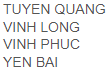 TUYEN QUANG
VINH LONG
VINH PHUC
YEN BAI